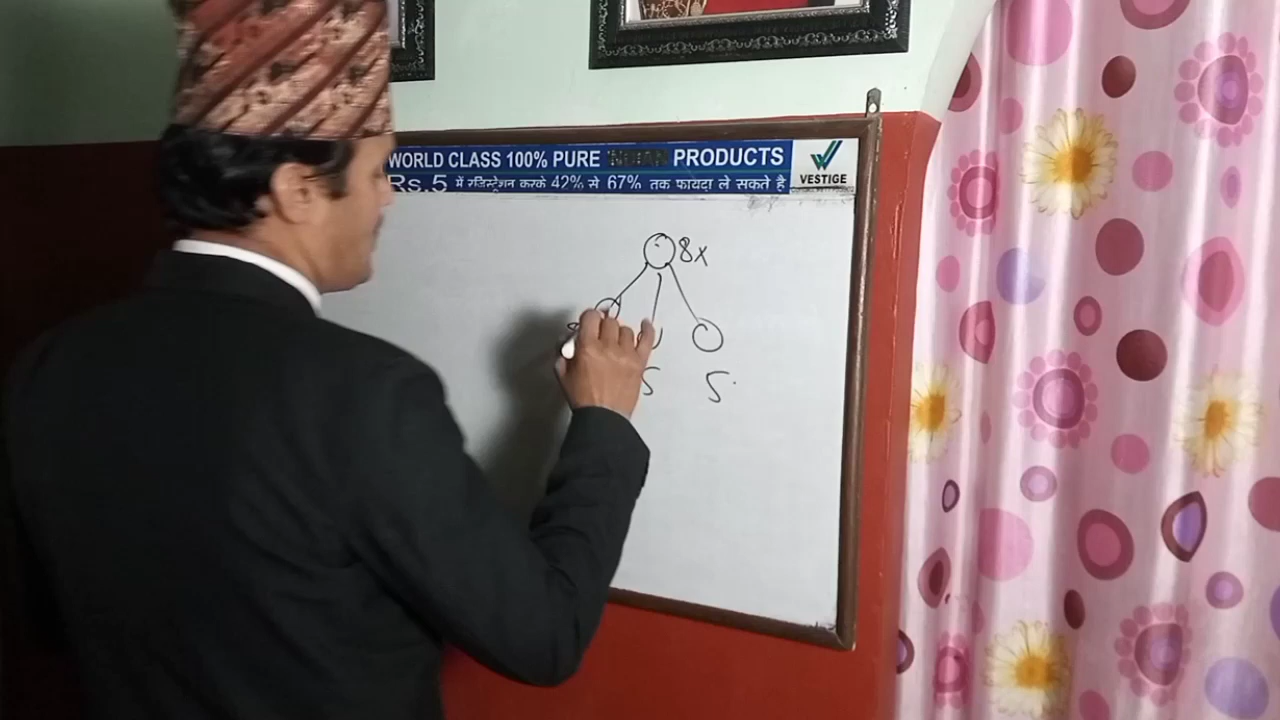 WORLD CLASS 100% PURE INDIAN PRODUCTS
Rs.5 में रजिस्ट्रेशन करके 42% से 67% तक फायदा ले सकते है
VESTIGE
8x
5 5